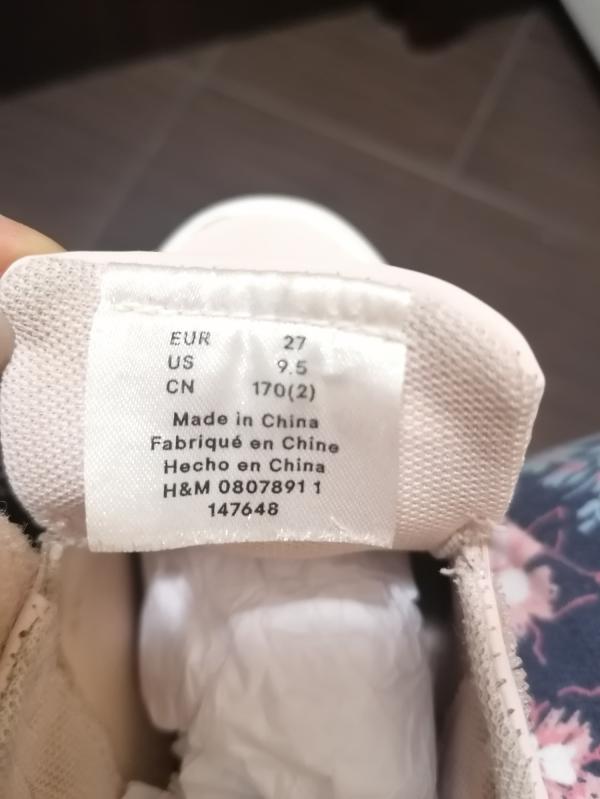 EUR 27
US 9.5
CN 170(2)
Made in China
Fabriqué en Chine
Hecho en China
H&M 0807891 1
147648